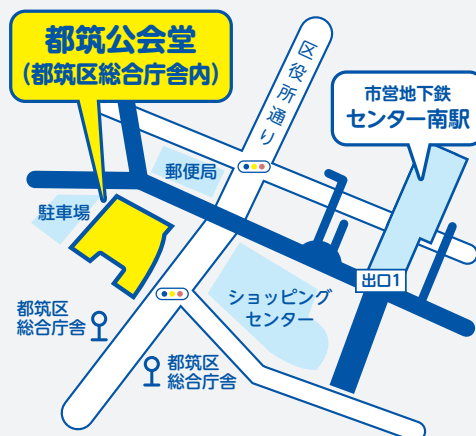 都筑公会堂
(都筑区総合庁舎内)
区役所通り
市営地下鉄
センター南駅
郵便局
駐車場
出口1
ショッピング
センター
都筑区
総合庁舎
都筑区
総合庁舎